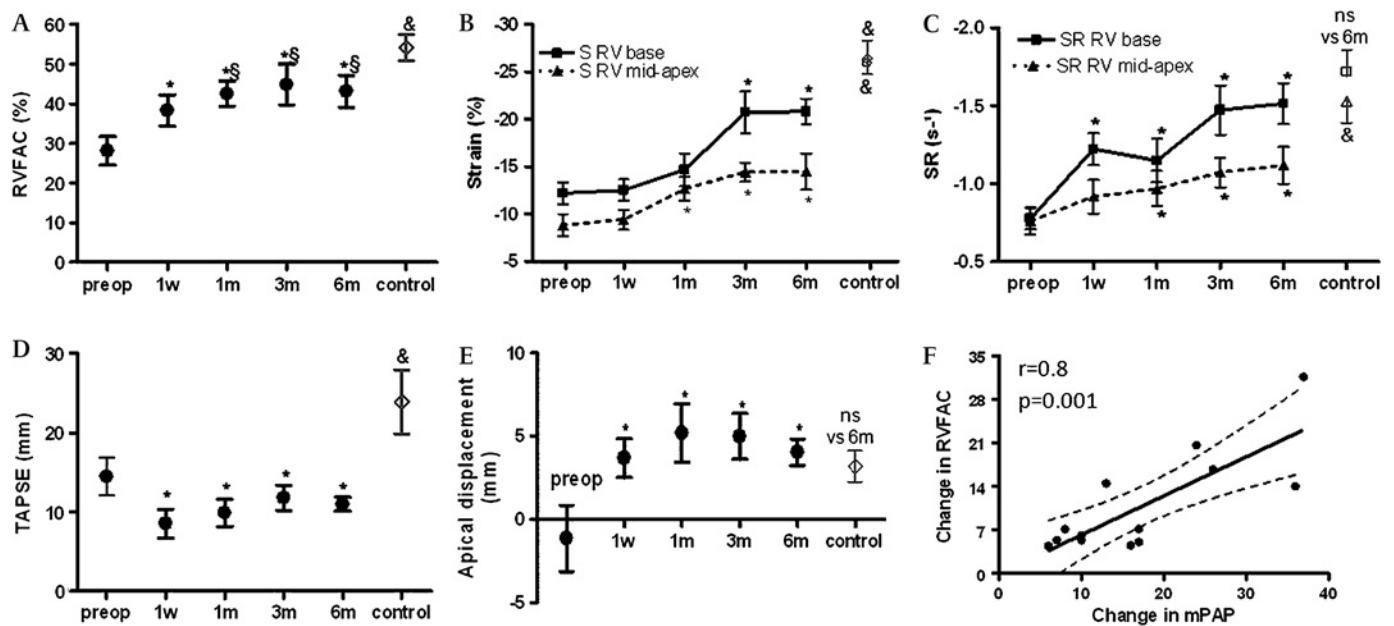 A
RVFAC (%)
60
50
40
30
20
10
0
*
*§
*§
*§
&
preop 1w 1m 3m 6m control
B
Strain (%)
-30
-25
-20
-15
-10
-5
S RV base
S RV mid-apex
* *
* * *
&
&
preop 1w 1m 3m 6m control
C
SR (s⁻¹)
-2.0
-1.5
-1.0
-0.5
SR RV base
SR RV mid-apex
* * * *
* * *
ns
vs 6m
&
preop 1w 1m 3m 6m control
D
TAPSE (mm)
30
20
10
0
* * * *
&
preop 1w 1m 3m 6m control
E
Apical displacement
(mm)
10
5
0
-5
preop
* * * *
ns
vs 6m
1w 1m 3m 6m control
F
Change in RVFAC
35
28
21
14
7
0
r=0.8
p=0.001
0 10 20 30 40
Change in mPAP